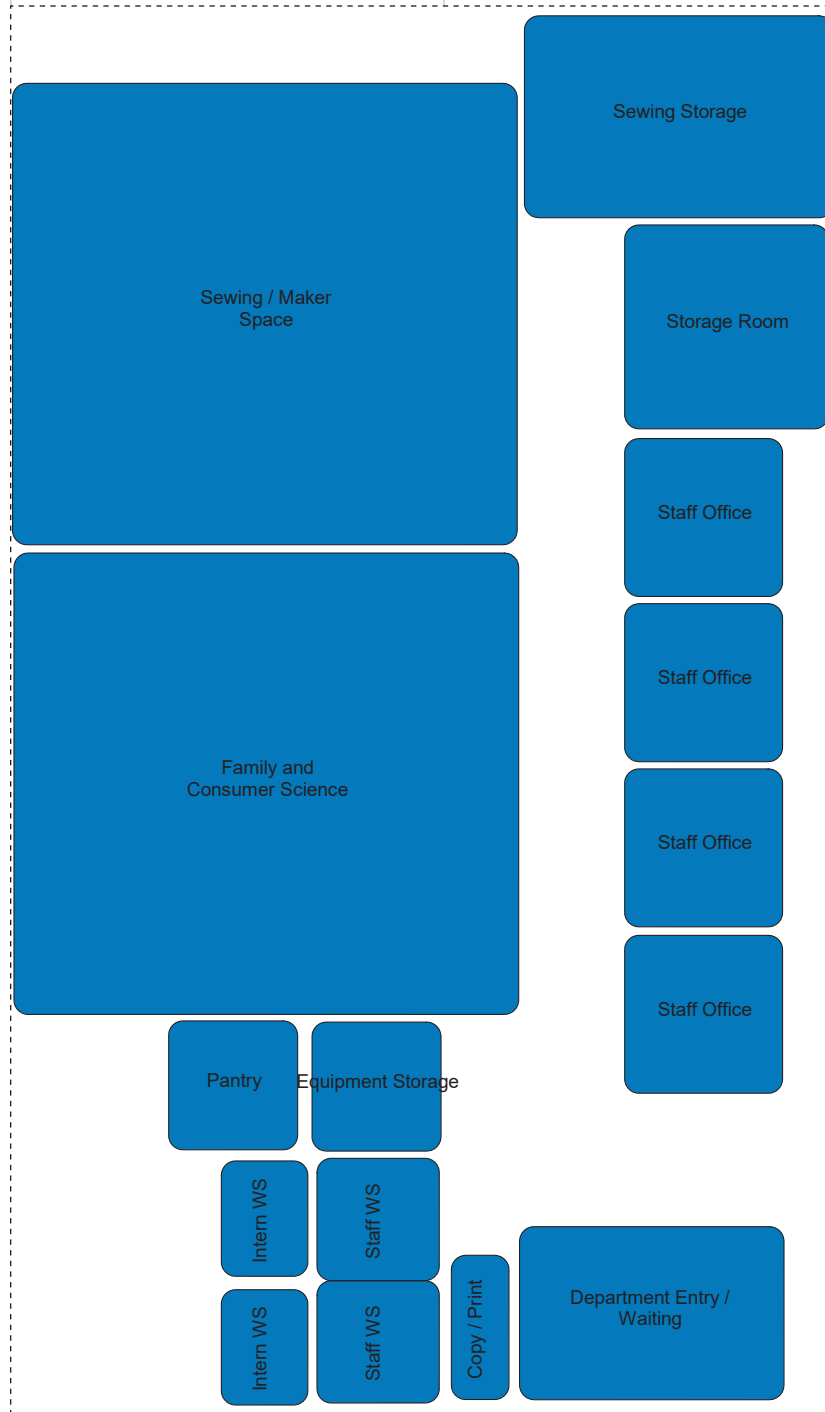 Sewing Storage
Sewing / Maker
Space
Storage Room
Staff Office
Staff Office
Family and
Consumer Science
Staff Office
Staff Office
Pantry
Equipment Storage
Intern WS
Staff WS
Department Entry /
Waiting
Copy / Print
Intern WS
Staff WS